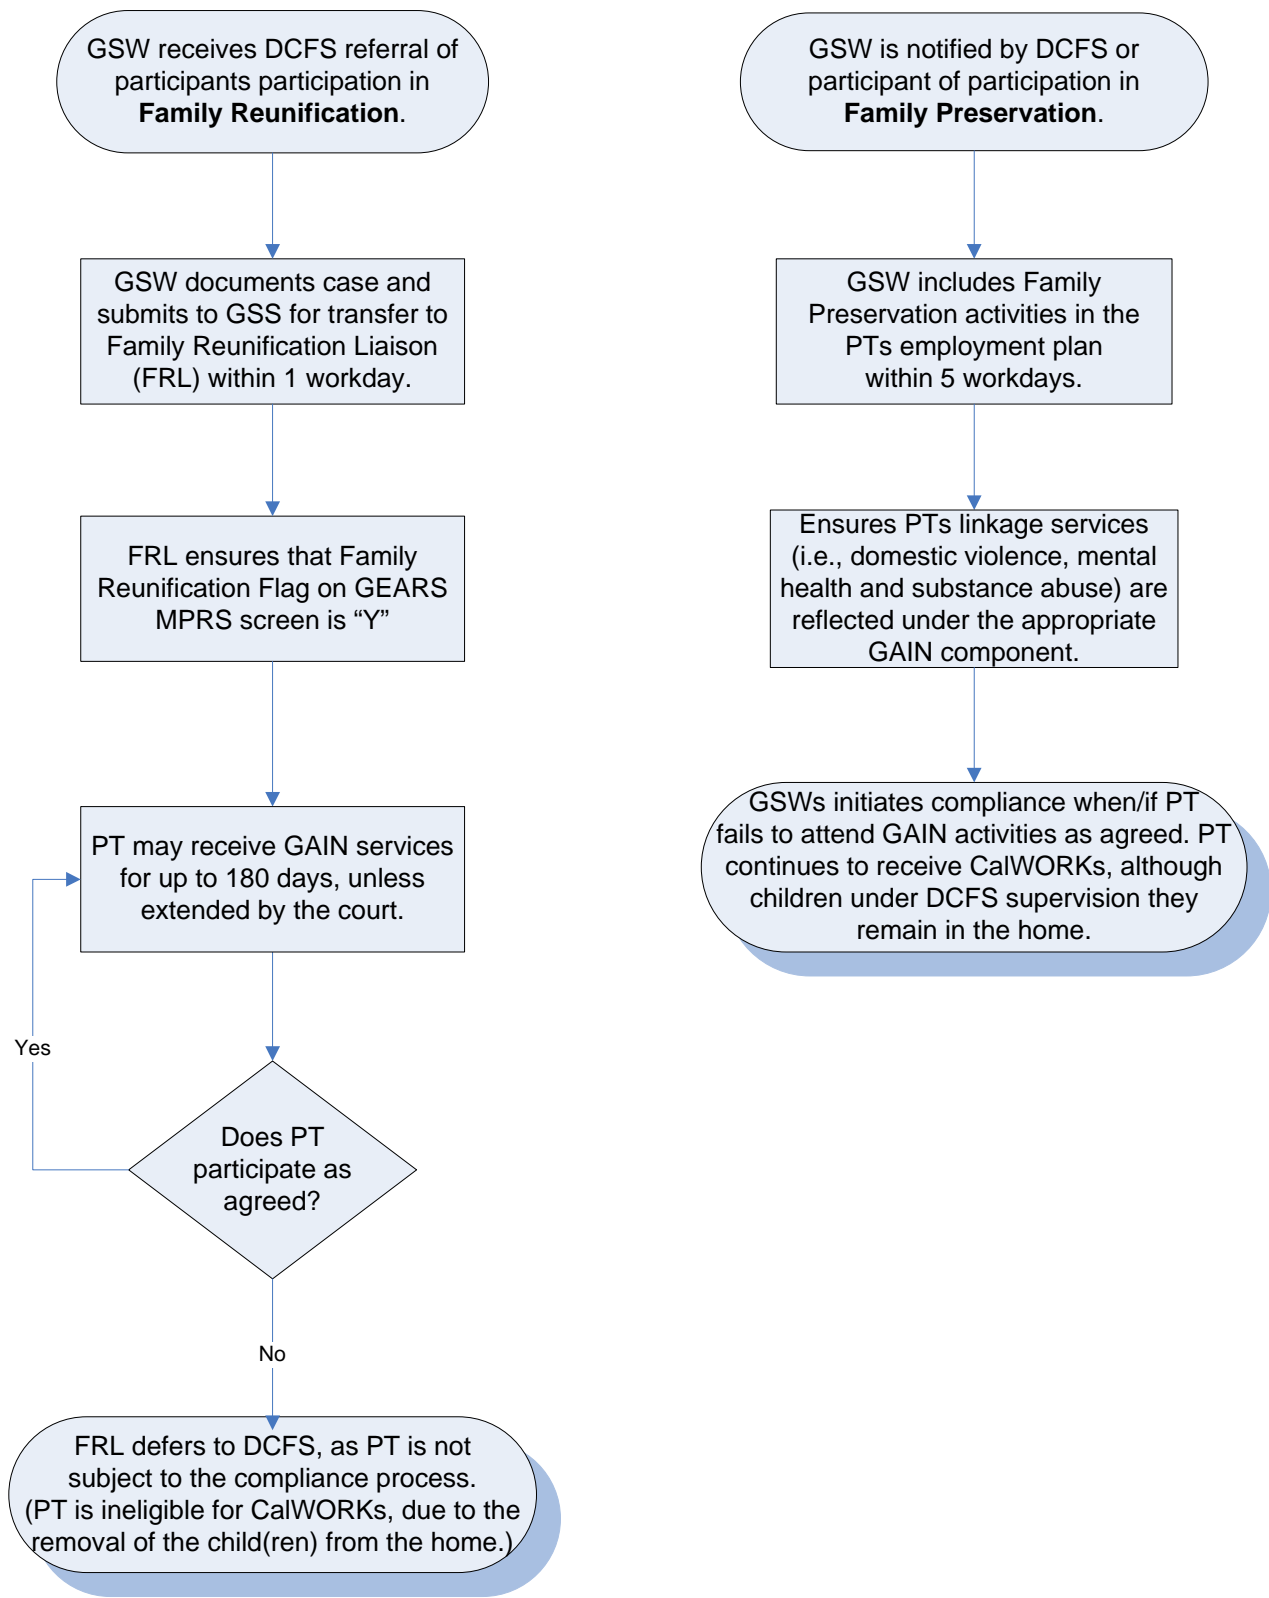 GSW receives DCFS referral of
participants participation in
Family Reunification.
GSW documents case and
submits to GSS for transfer to
Family Reunification Liaison
(FRL) within 1 workday.
FRL ensures that Family
Reunification Flag on GEARS
MPRS screen is “Y”
PT may receive GAIN services
for up to 180 days, unless
extended by the court.
Yes
Does PT
participate as
agreed?
No
FRL defers to DCFS, as PT is not
subject to the compliance process.
(PT is ineligible for CalWORKs, due to the
removal of the child(ren) from the home.)
GSW is notified by DCFS or
participant of participation in
Family Preservation.
GSW includes Family
Preservation activities in the
PTs employment plan
within 5 workdays.
Ensures PTs linkage services
(i.e., domestic violence, mental
health and substance abuse) are
reflected under the appropriate
GAIN component.
GSWs initiates compliance when/if PT
fails to attend GAIN activities as agreed. PT
continues to receive CalWORKs, although
children under DCFS supervision they
remain in the home.